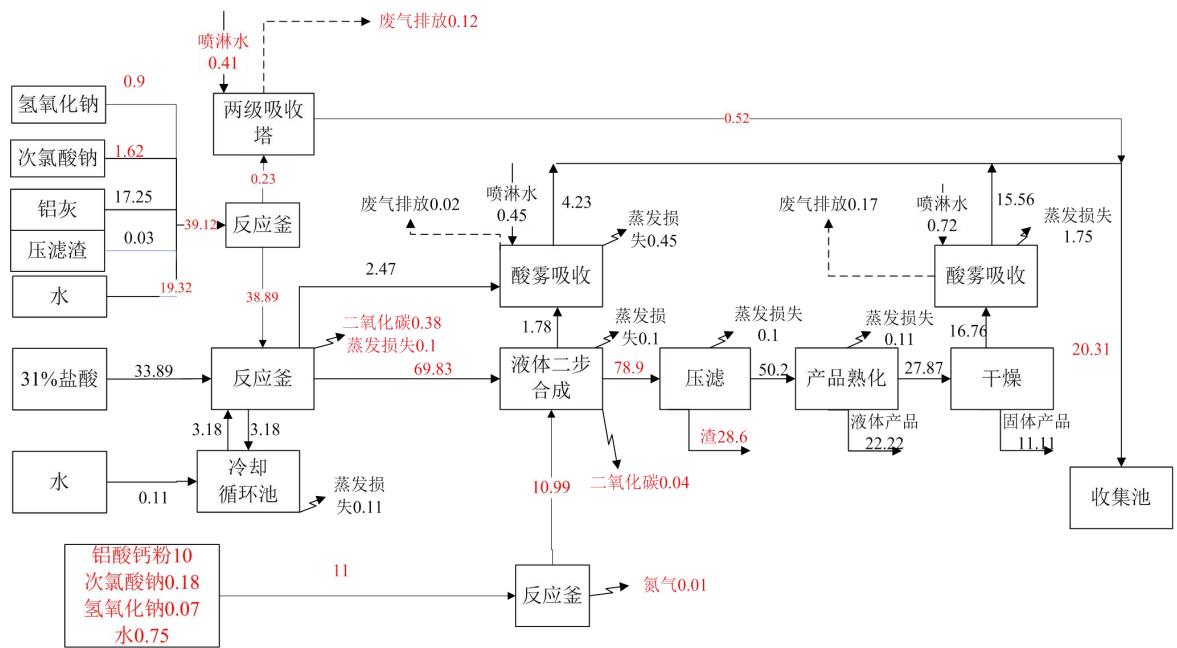 废气排放0.12
喷淋水
0.41
0.9
氢氧化钠
两级吸收
塔
0.52
次氯酸钠
1.62
0.23
铝灰
17.25
39.12
反应釜
压滤渣
0.03
水
19.32
38.89
废气排放0.02
喷淋水
0.45
4.23
蒸发损
失0.45
酸雾吸收
2.47
废气排放0.17
喷淋水
0.72
15.56
蒸发损失
1.75
酸雾吸收
二氧化碳0.38
蒸发损失0.1
1.78
蒸发损
失0.1
蒸发损失
0.1
蒸发损失
0.11
16.76
20.31
31%盐酸
33.89
反应釜
69.83
液体二步
合成
78.9
压滤
50.2
产品熟化
27.87
干燥
3.18
3.18
渣28.6
液体产品
22.22
固体产品
11.11
水
0.11
冷却
循环池
蒸发损
失0.11
10.99
二氧化碳0.04
收集池
铝酸钙粉10
次氯酸钠0.18
氢氧化钠0.07
水0.75
11
反应釜
氮气0.01